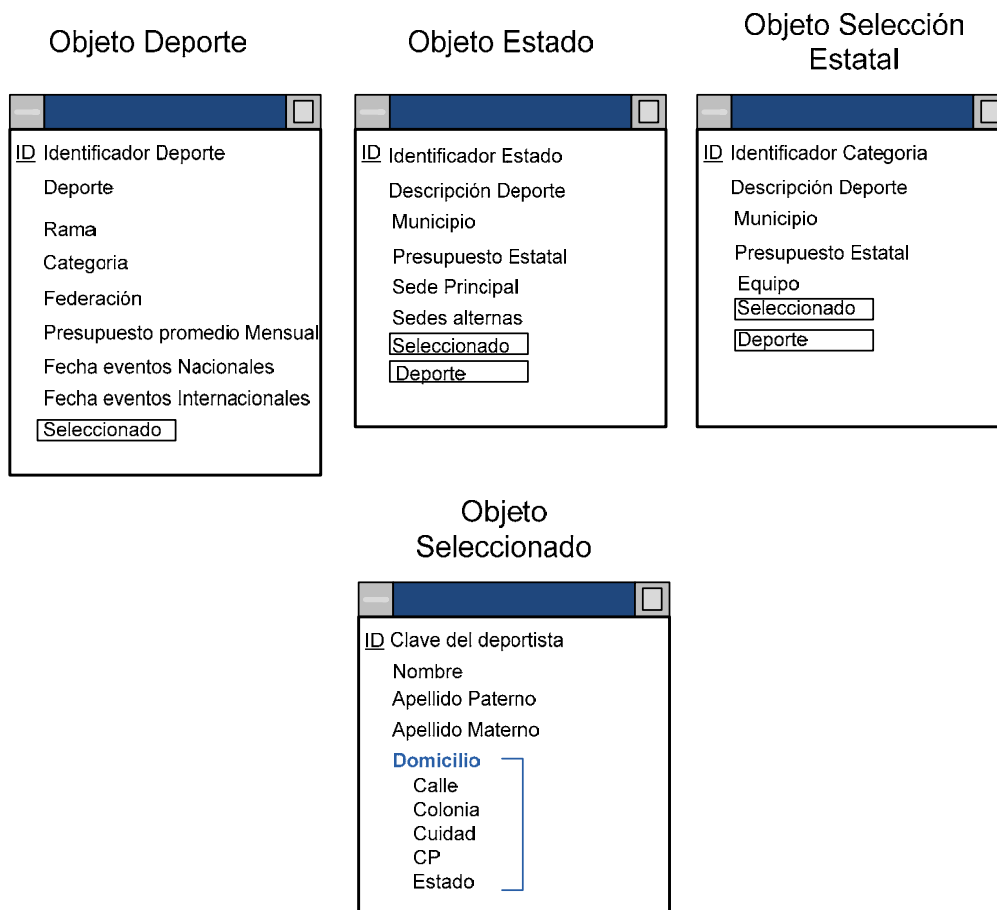 Objeto Deporte
ID Identificador Deporte
Deporte
Rama
Categoria
Federación
Presupuesto promedio Mensual
Fecha eventos Nacionales
Fecha eventos Internacionales
Seleccionado
Objeto Estado
ID Identificador Estado
Descripción Deporte
Municipio
Presupuesto Estatal
Sede Principal
Sedes alternas
Seleccionado
Deporte
Objeto Selección
Estatal
ID Identificador Categoria
Descripción Deporte
Municipio
Presupuesto Estatal
Equipo
Seleccionado
Deporte
Objeto
Seleccionado
ID Clave del deportista
Nombre
Apellido Paterno
Apellido Materno
Domicilio
Calle
Colonia
Cuidad
CP
Estado